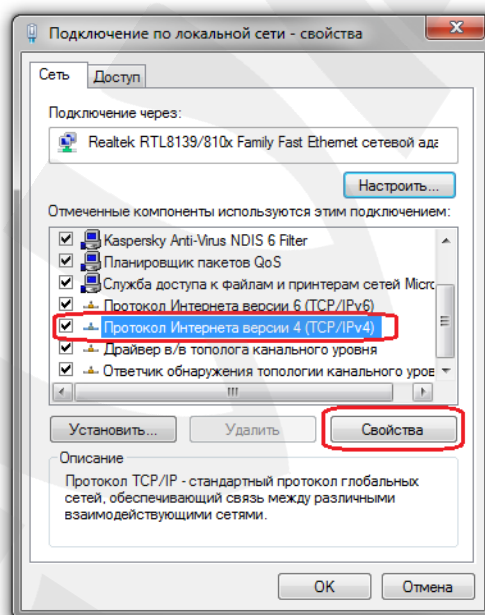 Подключение по локальной сети - свойства
Сеть
Доступ
Подключение через:
Realtek RTL8139/810x Family Fast Ethernet сетевой ада
Настроить...
Отмеченные компоненты используются этим подключением:
Kaspersky Anti-Virus NDIS 6 Filter
Планировщик пакетов QoS
Служба доступа к файлам и принтерам сетей Micro
Протокол Интернета версии 6 (TCP/IPv6)
Протокол Интернета версии 4 (TCP/IPv4)
Драйвер в/в тополога канального уровня
Ответчик обнаружения топологии канального уров
Установить...
Удалить
Свойства
Описание
Протокол TCP/IP - стандартный протокол глобальных
сетей, обеспечивающий связь между различными
взаимодействующими сетями.
ОК
Отмена